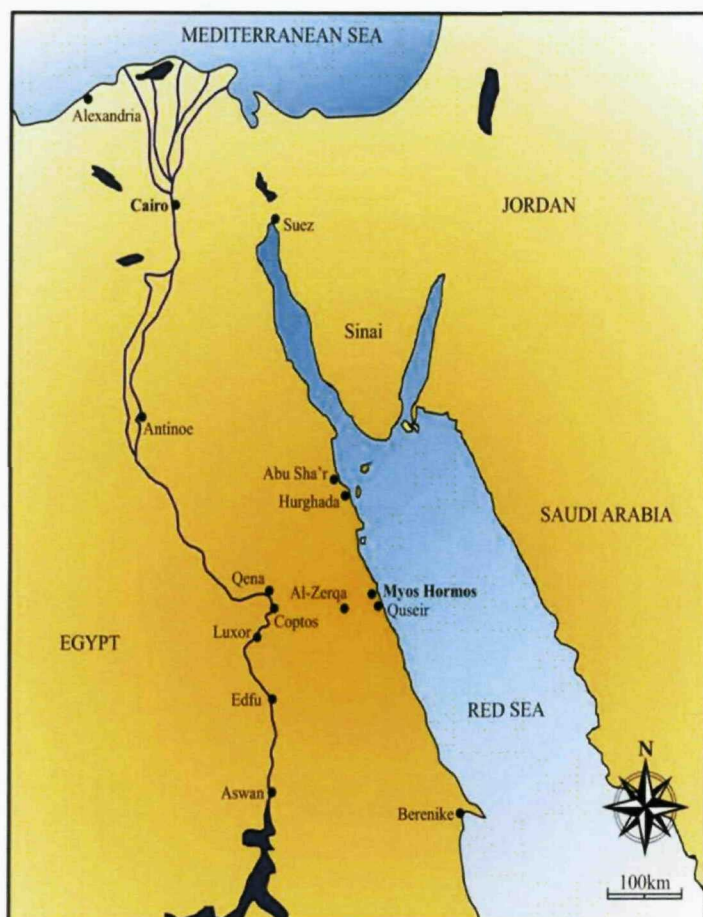 MEDITERRANEAN SEA
Alexandria
JORDAN
Cairo
Suez
Sinai
Antinoe
Abu Sha'r
Hurghada
SAUDI ARABIA
Qena
Al-Zerqa
Myos Hormos
Quseir
Coptos
Luxor
EGYPT
Edfu
RED SEA
N
Aswan
Berenike
100km